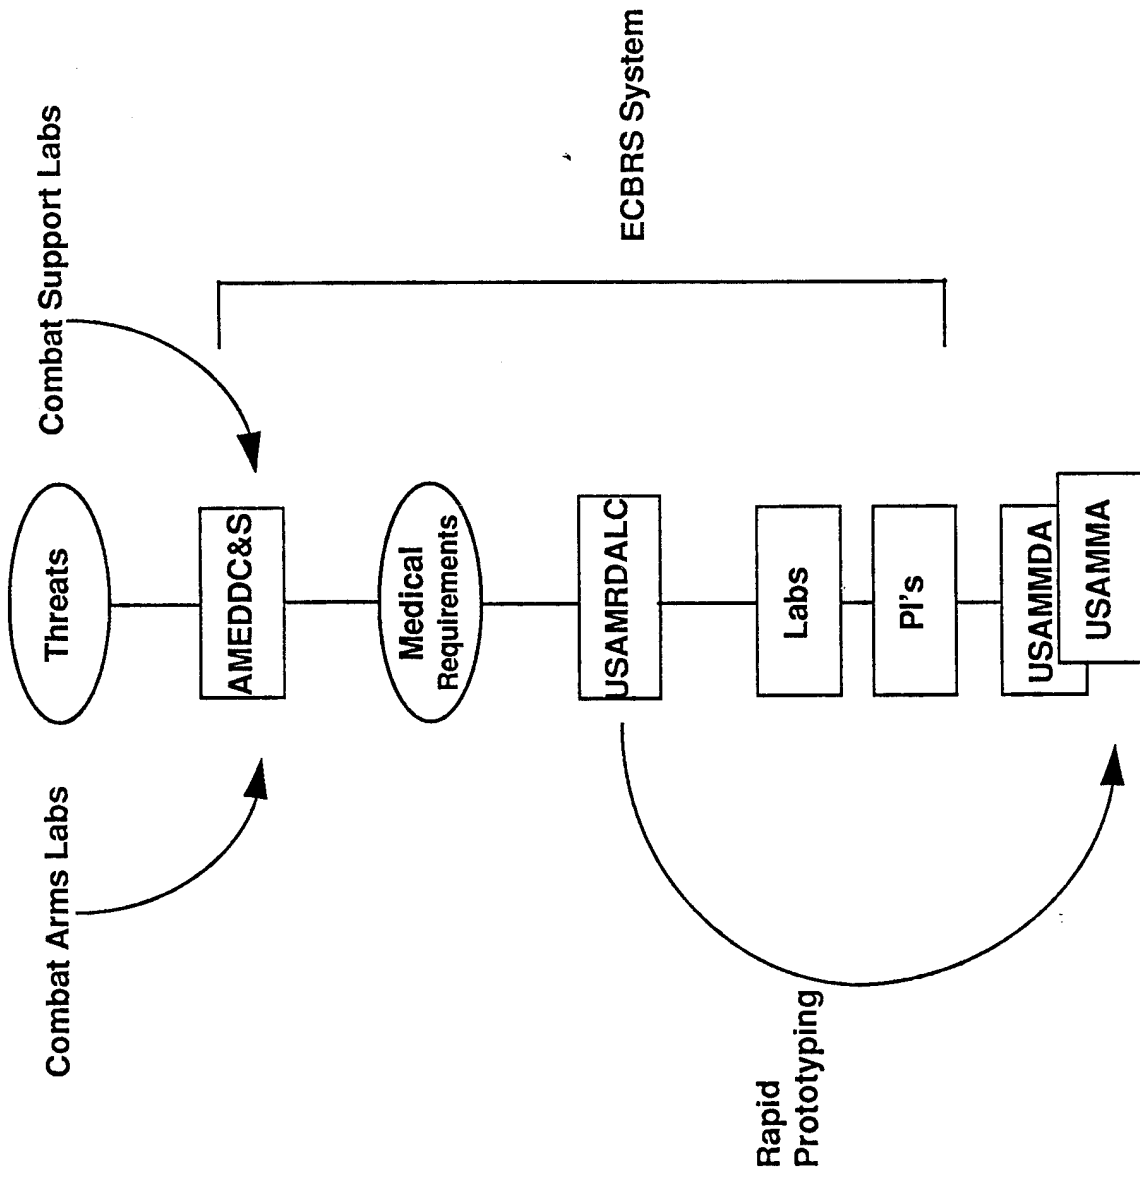 Combat Arms Labs
Threats
Combat Support Labs
AMEDDC&S
Medical
Requirements
ECBRS System
USAMRDALC
Rapid
Prototyping
Labs
PI's
USAMMDA
USAMMA